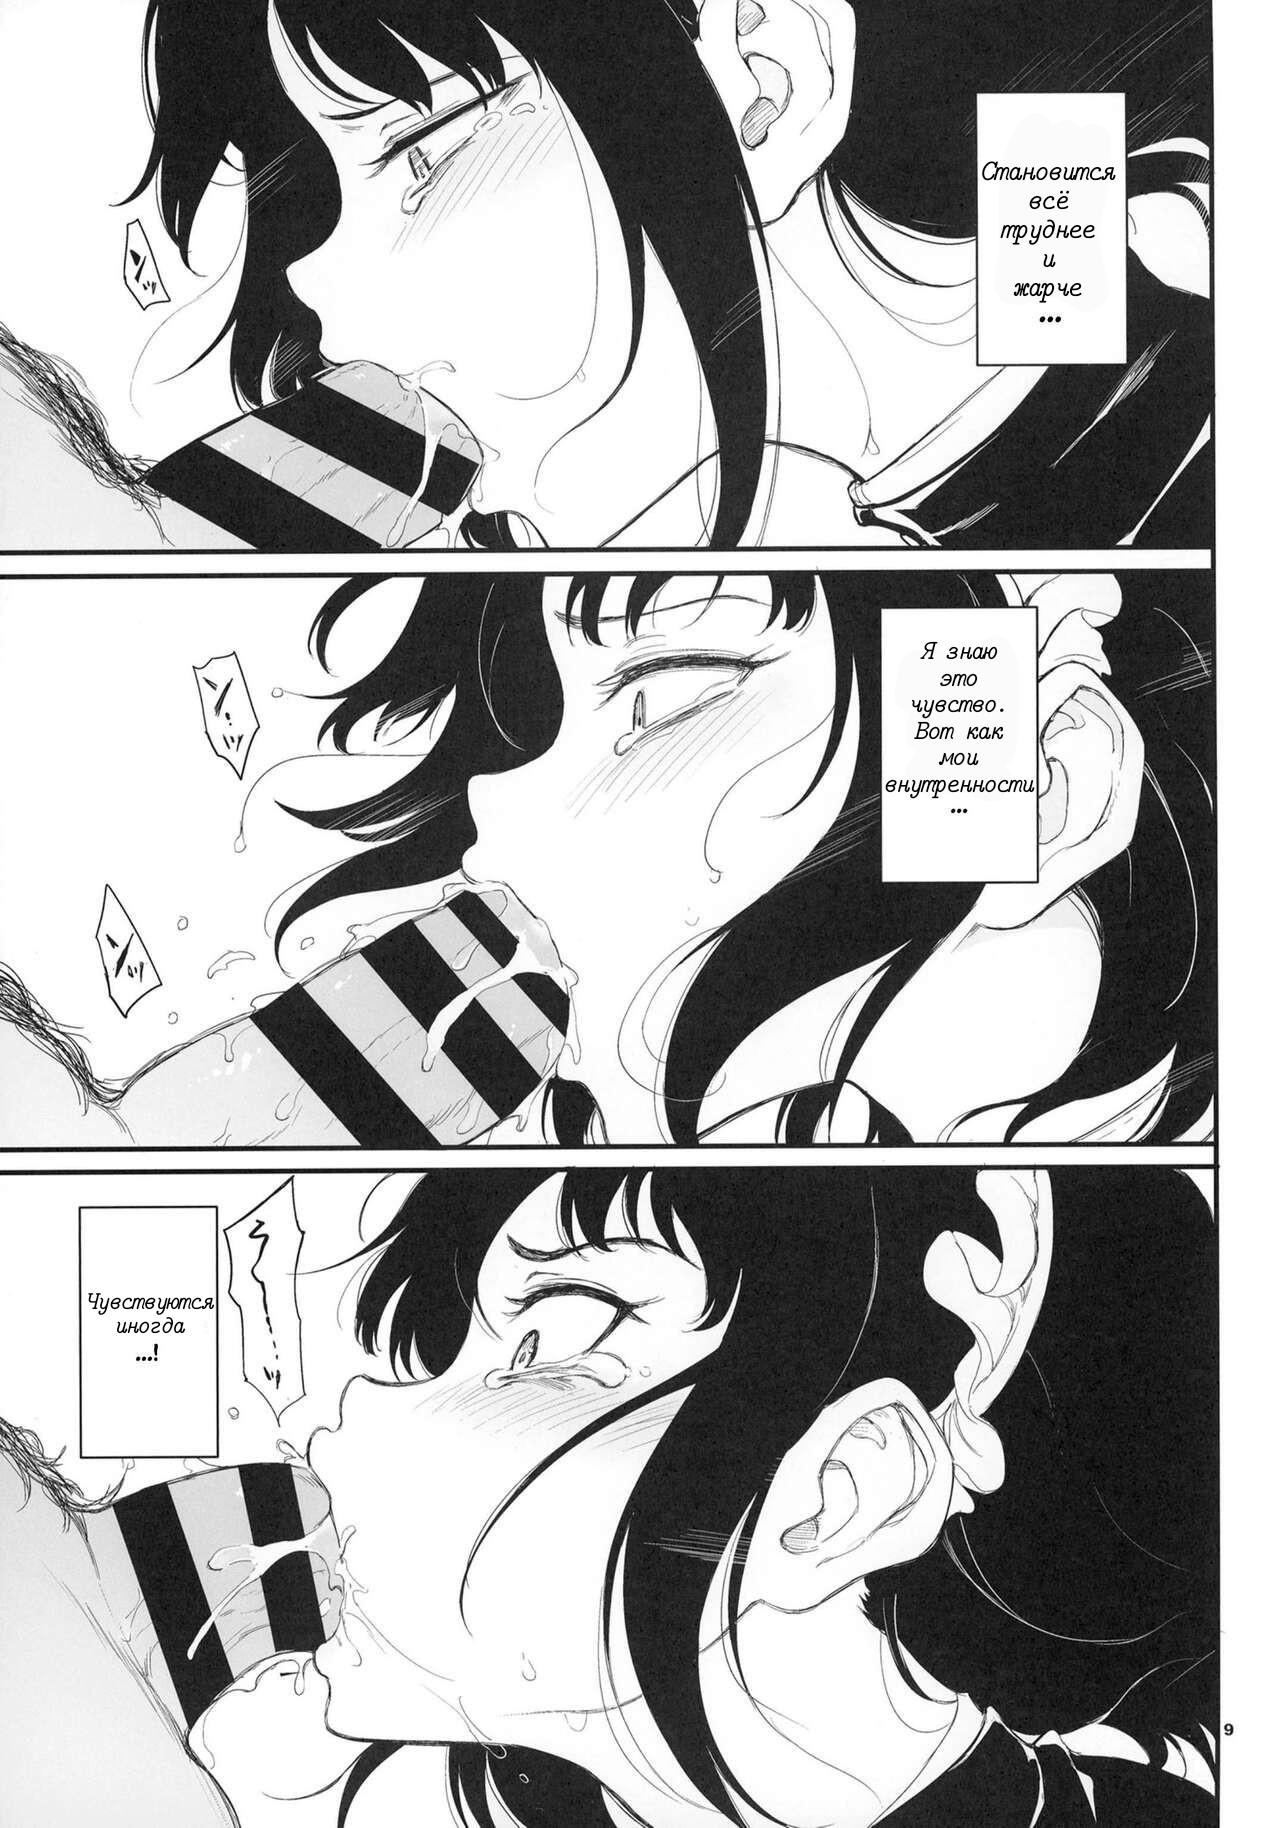 Становится
всё
труднее
и
жарче
...
Я знаю
это
чувство.
Вот как
мои
внутренности
...
Чувствуются
иногда
...!
9